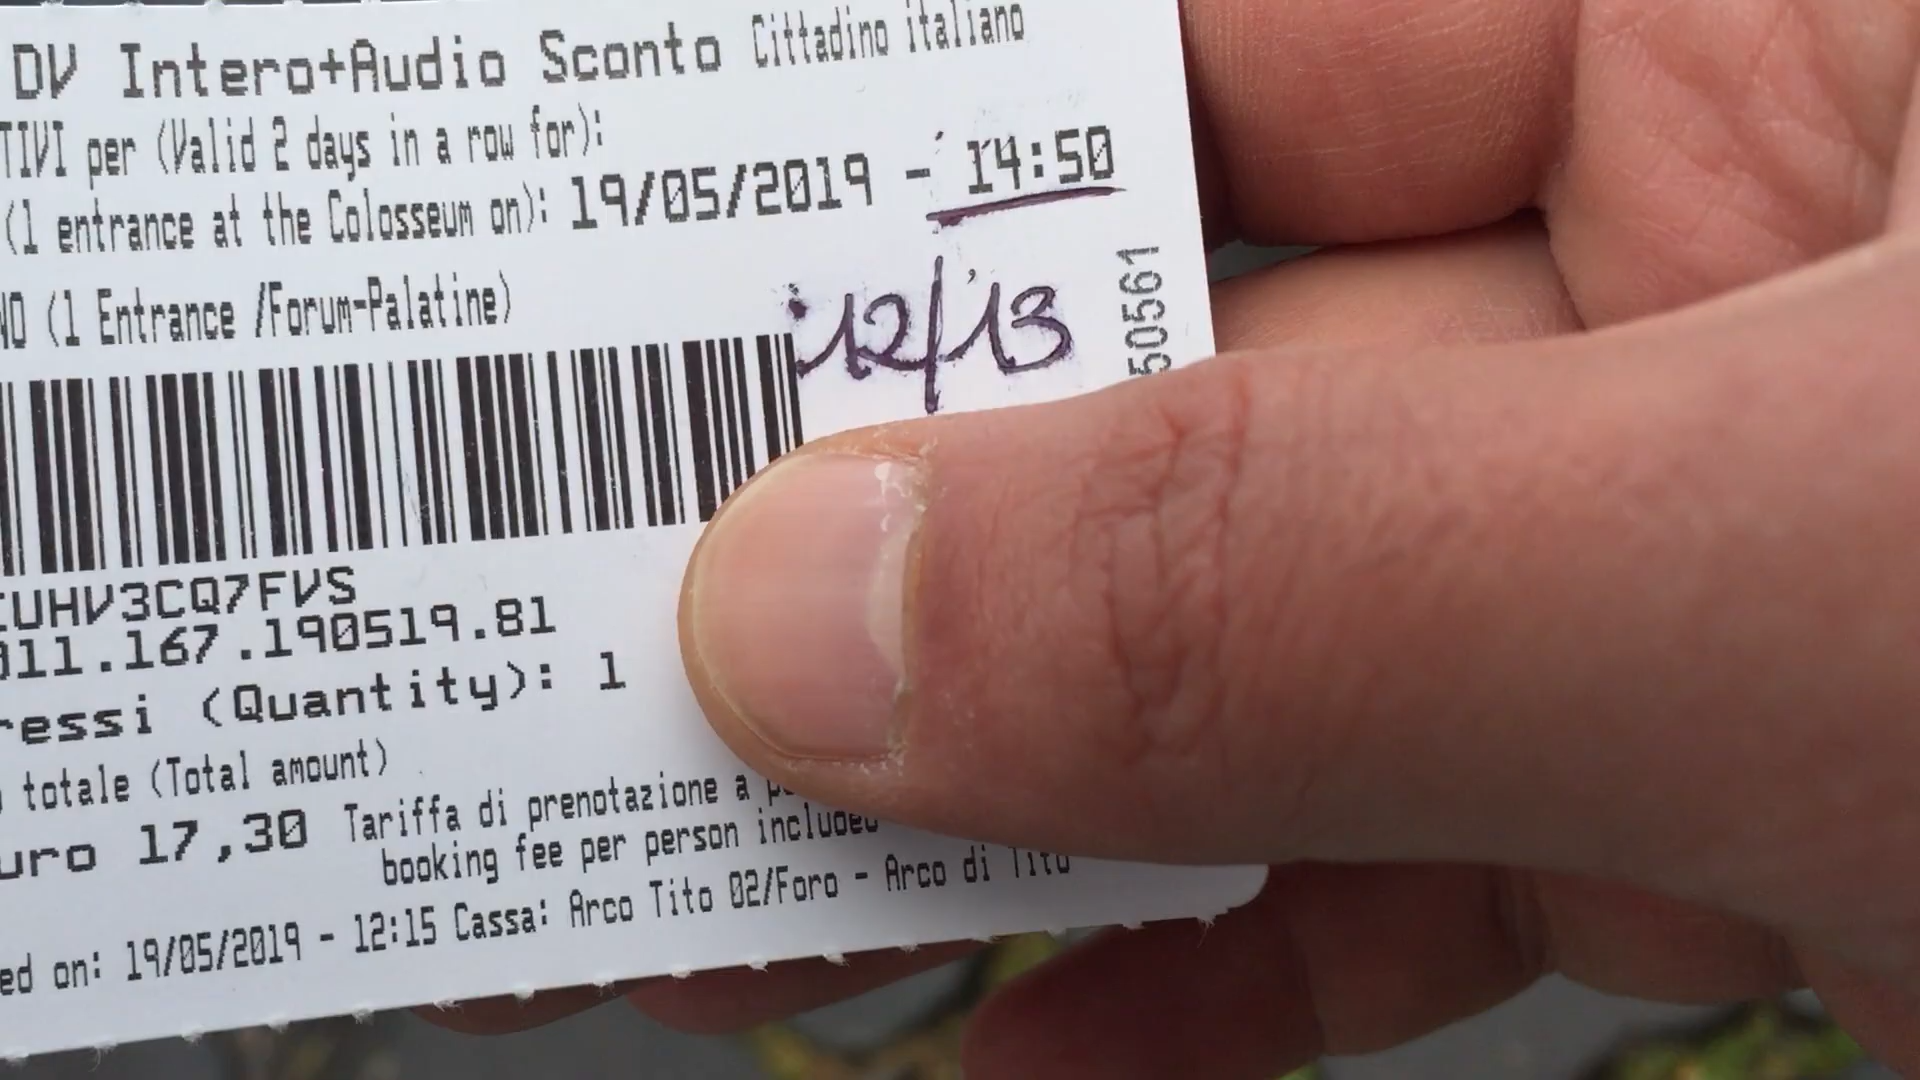 DV Intero+Audio Sconto Cittadino italiano
TIVI per (Valid 2 days in a row for):
(1 entrance at the Colosseum on): 19/05/2019 - 14:50
NO (1 Entrance /Forum-Palatine)
12/13
50561
UHV3CQ7FVS
011.167.190519.81
ressi (Quantity): 1
totale (Total amount)
uro 17,30 Tariffa di prenotazione a
booking fee per person included
ed on: 19/05/2019 - 12:15 Cassa: Arco Tito 02/Foro - Arco di Tito